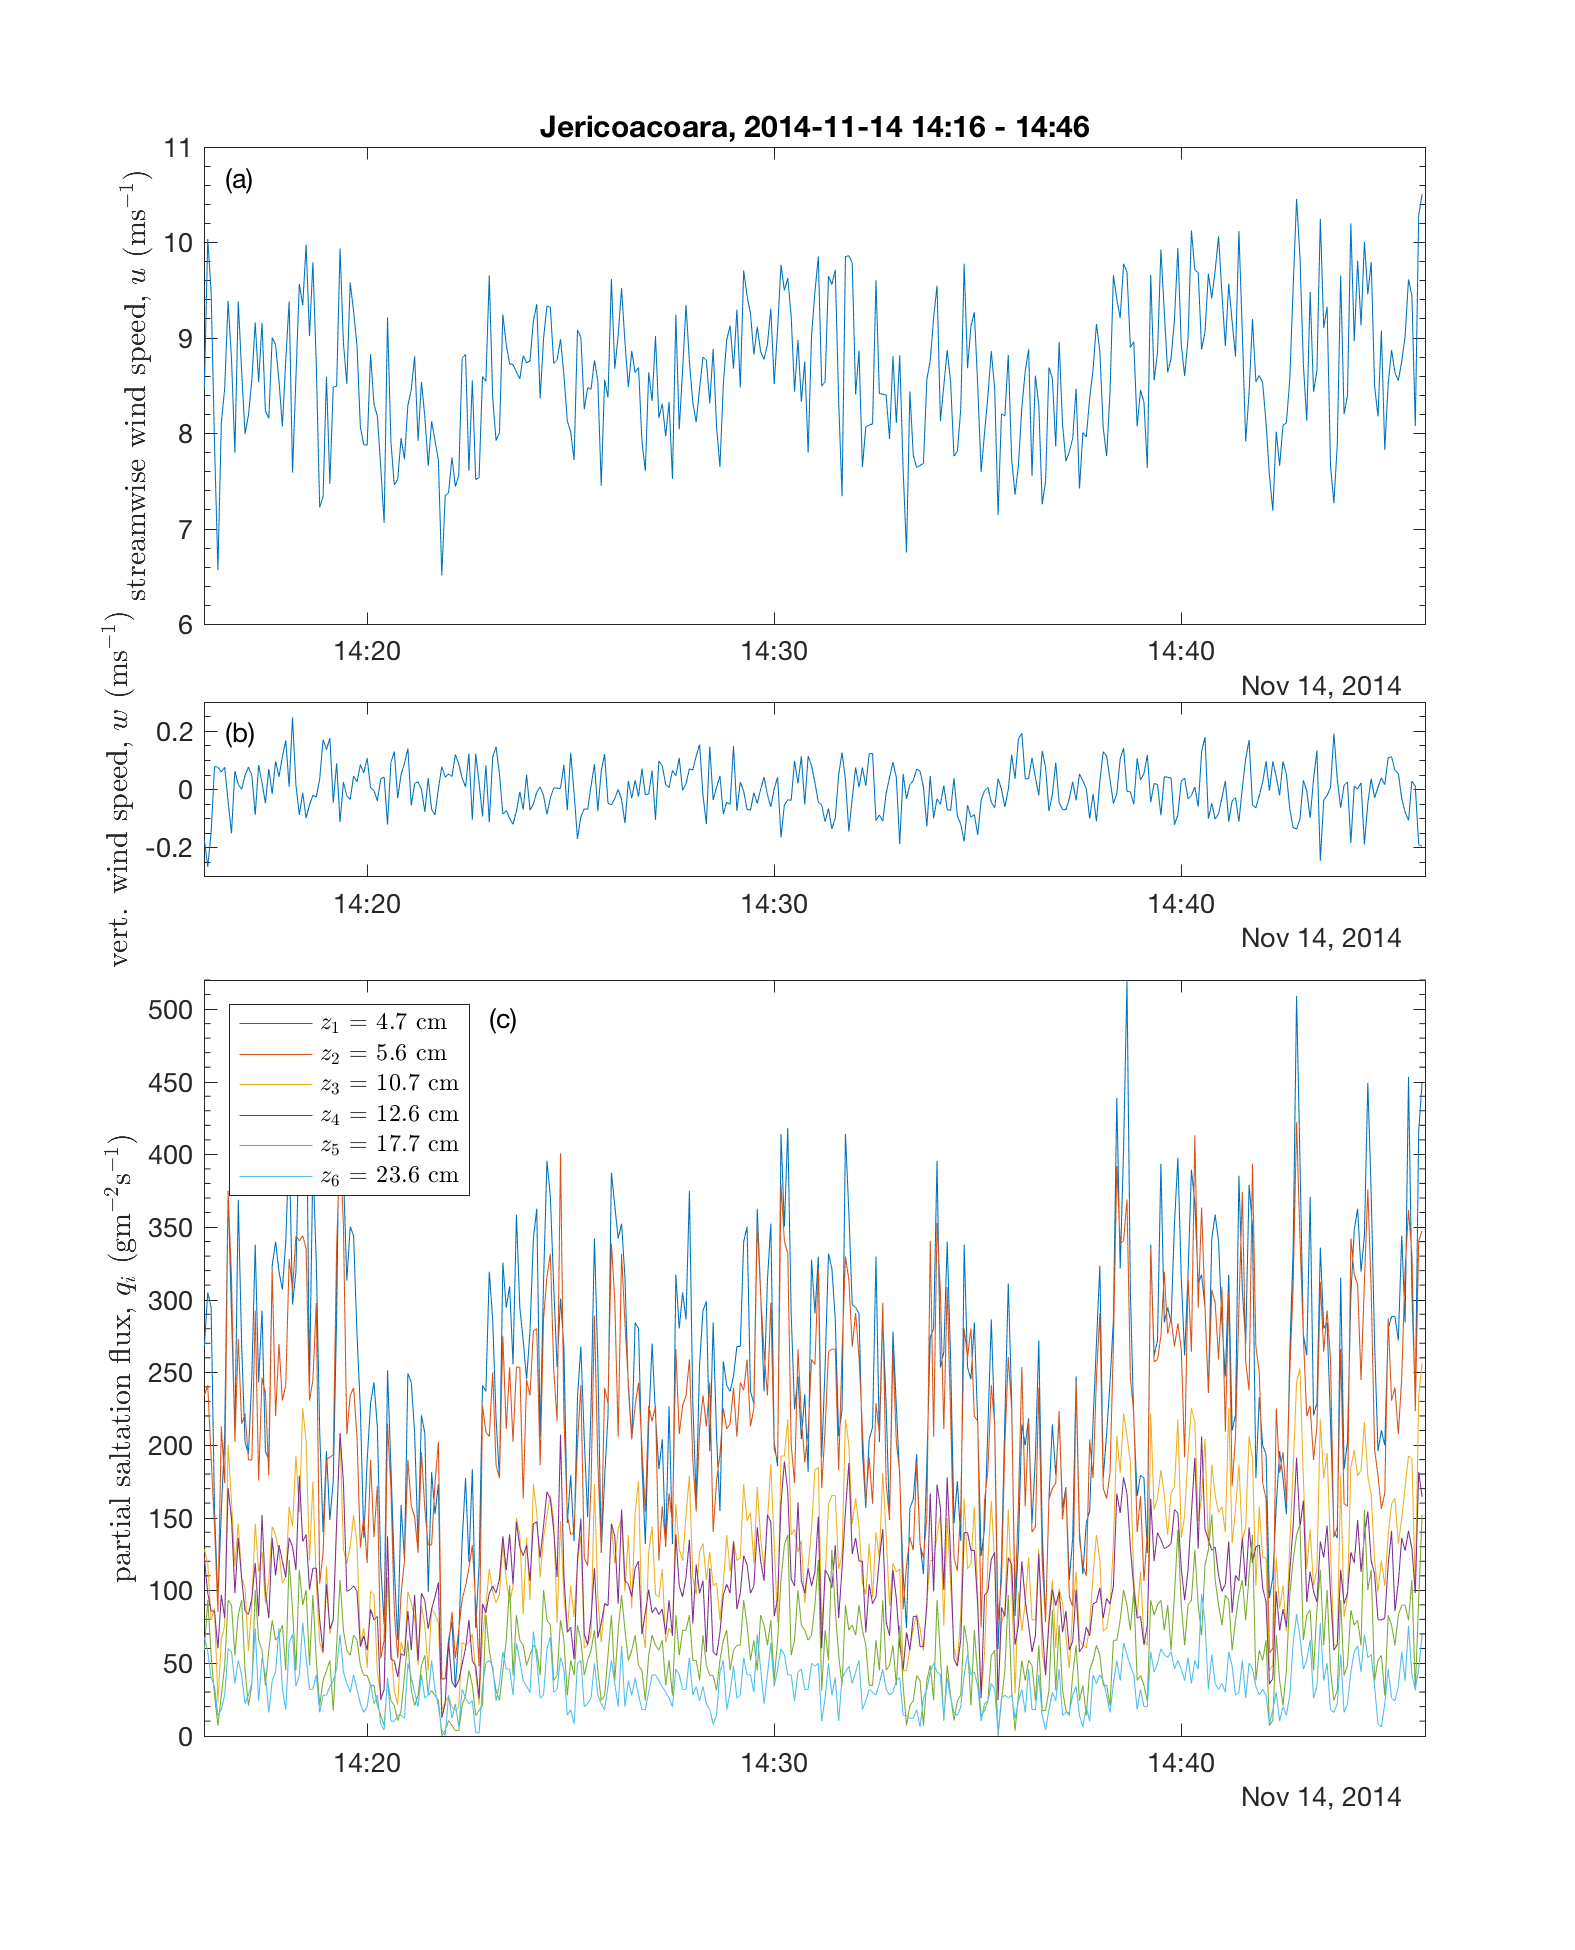 Jericoacoara, 2014-11-14 14:16 - 14:46
(a)
streamwise wind speed, u (ms⁻¹)
11
10
9
8
7
6
14:20 14:30 14:40
Nov 14, 2014
(b)
vert. wind speed, w (ms⁻¹)
0.2
0
-0.2
14:20 14:30 14:40
Nov 14, 2014
(c)
partial saltation flux, qᵢ (gm⁻²s⁻¹)
500
450
400
350
300
250
200
150
100
50
0
z₁ = 4.7 cm
z₂ = 5.6 cm
z₃ = 10.7 cm
z₄ = 12.6 cm
z₅ = 17.7 cm
z₆ = 23.6 cm
14:20 14:30 14:40
Nov 14, 2014